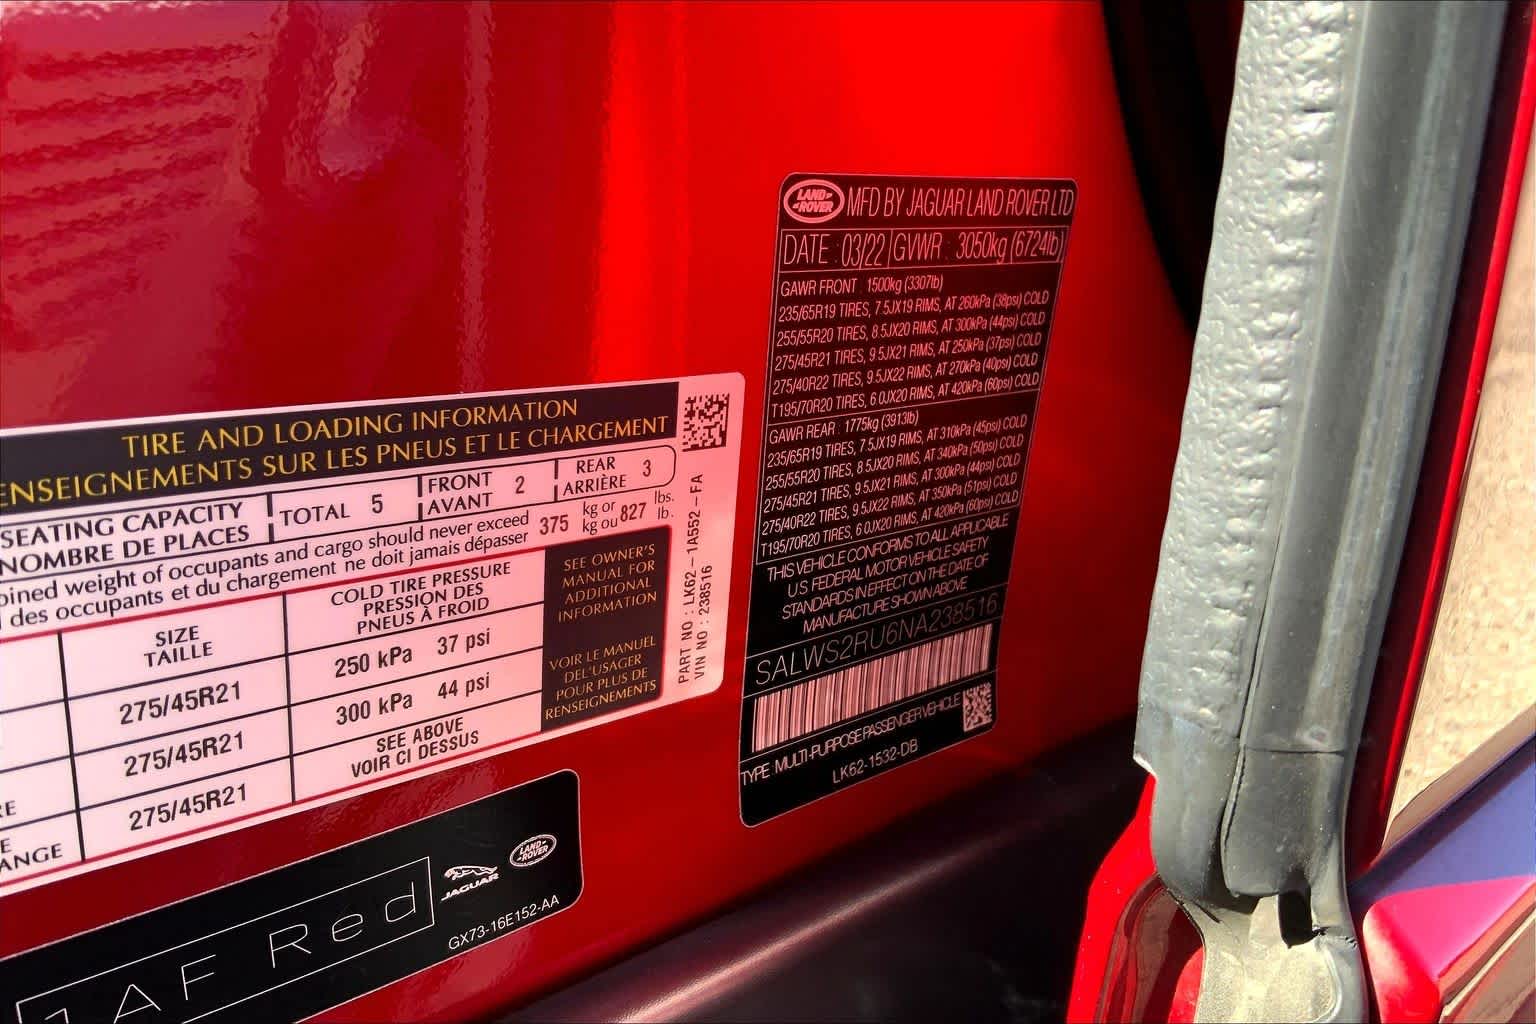 TIRE AND LOADING INFORMATION
ENSEIGNEMENTS SUR LES PNEUS ET LE CHARGEMENT
SEATING CAPACITY
NOMBRE DE PLACES
TOTAL 5
FRONT
AVANT
2
REAR
ARRIÈRE
3
bined weight of occupants and cargo should never exceed
des occupants et du chargement ne doit jamais dépasser
375
kg or
kg ou
827
lbs.
lb.
SIZE
TAILLE
COLD TIRE PRESSURE
PRESSION DES
PNEUS À FROID
275/45R21
250 kPa 37 psi
275/45R21
300 kPa 44 psi
275/45R21
SEE ABOVE
VOIR CI DESSUS
RE
E
ANGE
SEE OWNER'S
MANUAL FOR
ADDITIONAL
INFORMATION
VOIR LE MANUEL
DEL'USAGER
POUR PLUS DE
RENSEIGNEMENTS
PART NO : LK62-1A552-FA
VIN NO : 238516
1AF Red
JAGUAR
LAND ROVER
GX73-16E152-AA
LAND ROVER
MFD BY JAGUAR LAND ROVER LTD
DATE : 03/22 GVWR : 3050kg (6724lb)
GAWR FRONT : 1500kg (3307lb)
235/65R19 TIRES, 7.5JX19 RIMS, AT 260kPa (38psi) COLD
255/55R20 TIRES, 8.5JX20 RIMS, AT 300kPa (44psi) COLD
275/45R21 TIRES, 9.5JX21 RIMS, AT 250kPa (37psi) COLD
275/40R22 TIRES, 9.5JX22 RIMS, AT 270kPa (40psi) COLD
T195/70R20 TIRES, 6.0JX20 RIMS, AT 420kPa (60psi) COLD
GAWR REAR : 1775kg (3913lb)
235/65R19 TIRES, 7.5JX19 RIMS, AT 310kPa (45psi) COLD
255/55R20 TIRES, 8.5JX20 RIMS, AT 340kPa (50psi) COLD
275/45R21 TIRES, 9.5JX21 RIMS, AT 300kPa (44psi) COLD
275/40R22 TIRES, 9.5JX22 RIMS, AT 350kPa (51psi) COLD
T195/70R20 TIRES, 6.0JX20 RIMS, AT 420kPa (60psi) COLD
THIS VEHICLE CONFORMS TO ALL APPLICABLE
U.S FEDERAL MOTOR VEHICLE SAFETY
STANDARDS IN EFFECT ON THE DATE OF
MANUFACTURE SHOWN ABOVE
SALWS2RU6NA238516
TYPE : MULTI-PURPOSE PASSENGER VEHICLE
LK62-1532-DB